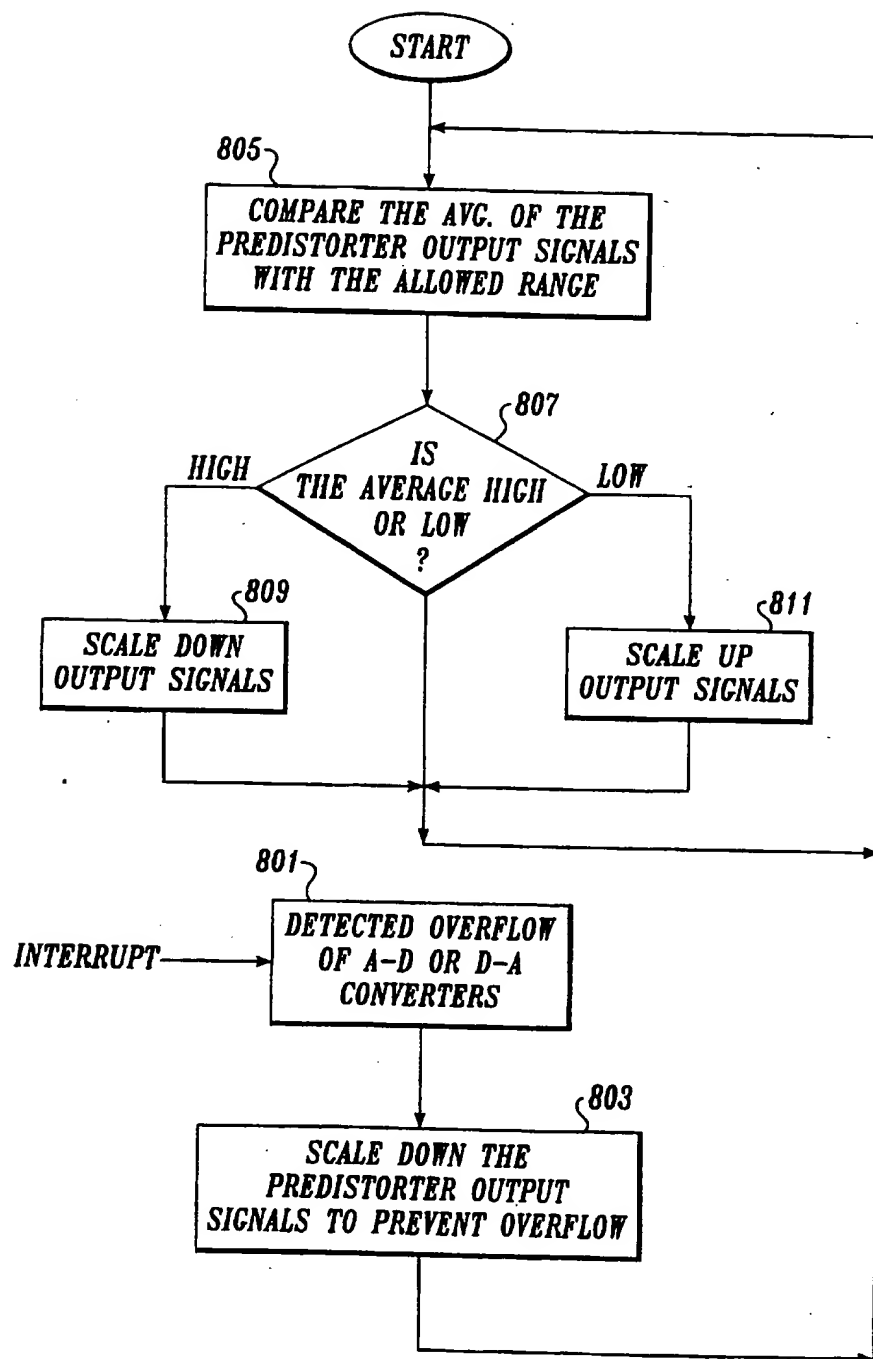 START
805
COMPARE THE AVG. OF THE
PREDISTORTER OUTPUT SIGNALS
WITH THE ALLOWED RANGE
807
IS
THE AVERAGE HIGH
OR LOW
?
HIGH
LOW
809
SCALE DOWN
OUTPUT SIGNALS
811
SCALE UP
OUTPUT SIGNALS
801
INTERRUPT
DETECTED OVERFLOW
OF A-D OR D-A
CONVERTERS
803
SCALE DOWN THE
PREDISTORTER OUTPUT
SIGNALS TO PREVENT OVERFLOW